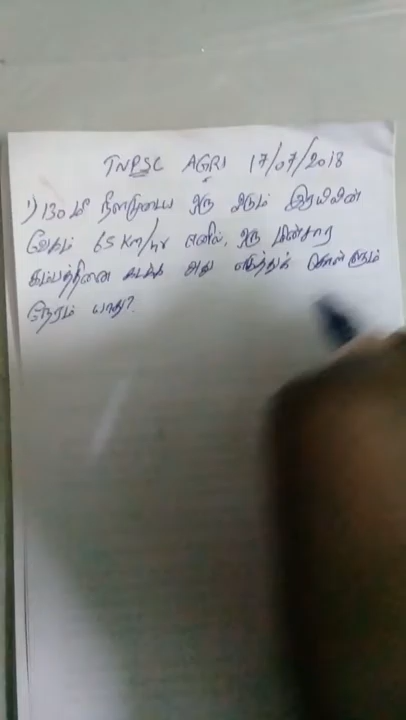 TNPSC AGRI 17/07/2018
1) 130 மீ நீளமுடைய ஒரு ஓடும் இரயிலின்
வேகம் 65 Km/hr எனில், ஒரு மின்சார
கம்பத்தினை கடக்க அது எடுத்துக் கொள்ளும்
நேரம் யாது?